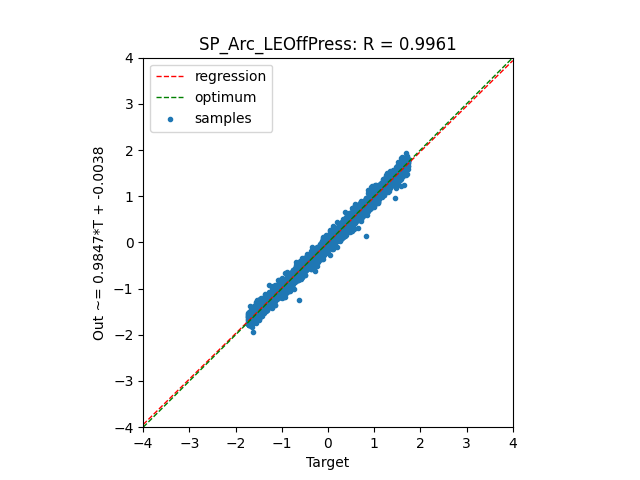 SP_Arc_LEOffPress: R = 0.9961
regression
optimum
samples
Out ~= 0.9847*T + -0.0038
4
3
2
1
0
−1
−2
−3
−4
−4 −3 −2 −1 0 1 2 3 4
Target